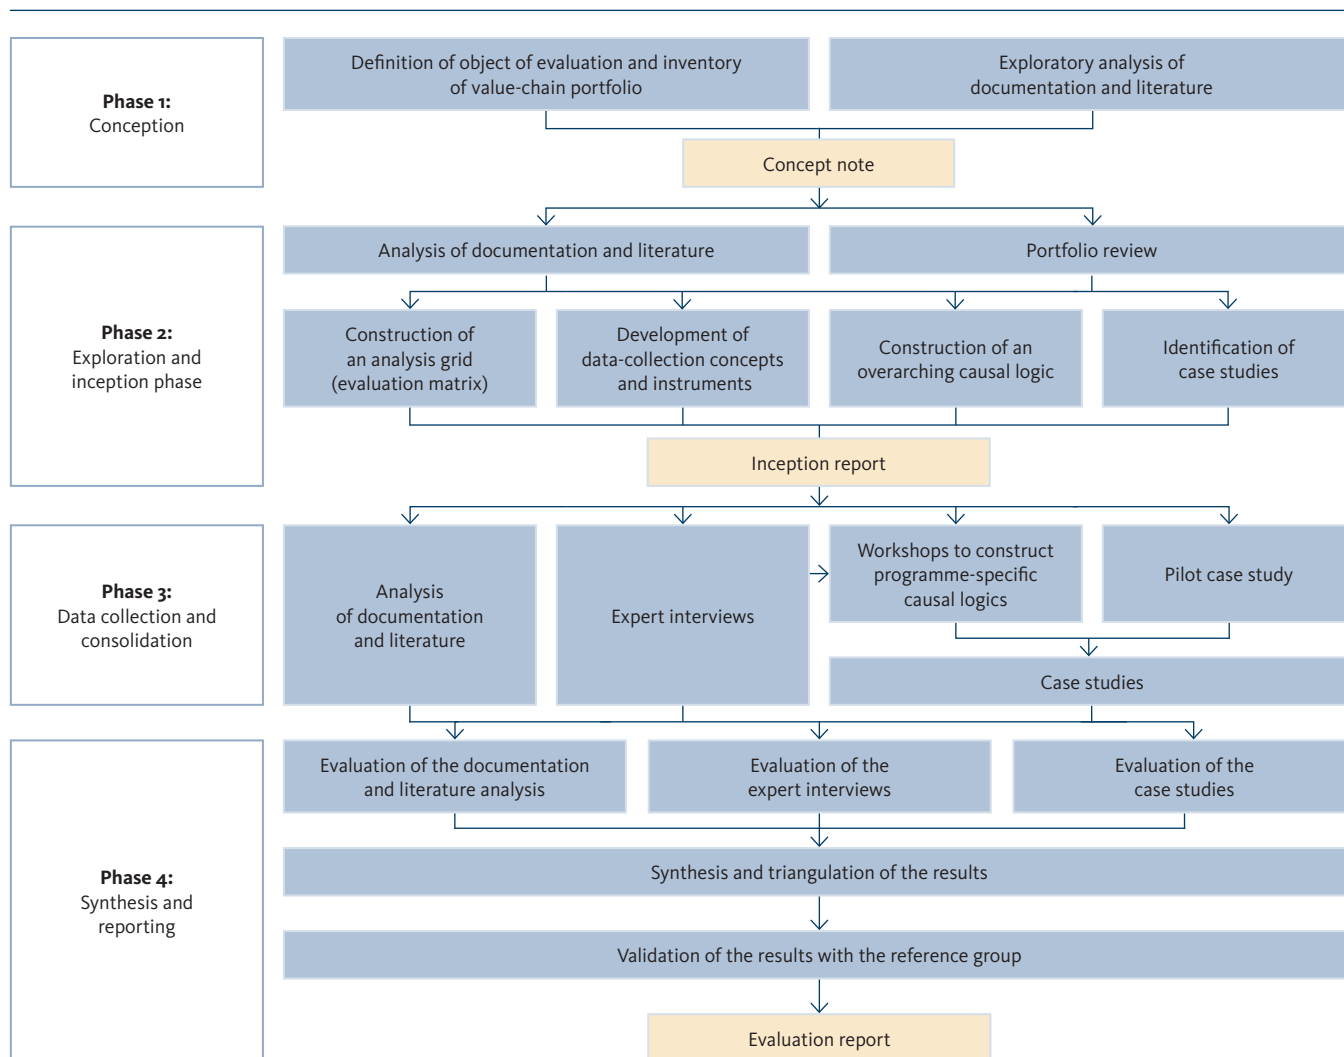 Phase 1:
Conception
Definition of object of evaluation and inventory
of value-chain portfolio
Exploratory analysis of
documentation and literature
Concept note
Phase 2:
Exploration and
inception phase
Analysis of documentation and literature
Portfolio review
Construction of
an analysis grid
(evaluation matrix)
Development of
data-collection concepts
and instruments
Construction of an
overarching causal logic
Identification of
case studies
Inception report
Phase 3:
Data collection and
consolidation
Analysis
of documentation
and literature
Expert interviews
Workshops to construct
programme-specific
causal logics
Pilot case study
Case studies
Phase 4:
Synthesis and
reporting
Evaluation of the documentation
and literature analysis
Evaluation of the
expert interviews
Evaluation of the
case studies
Synthesis and triangulation of the results
Validation of the results with the reference group
Evaluation report